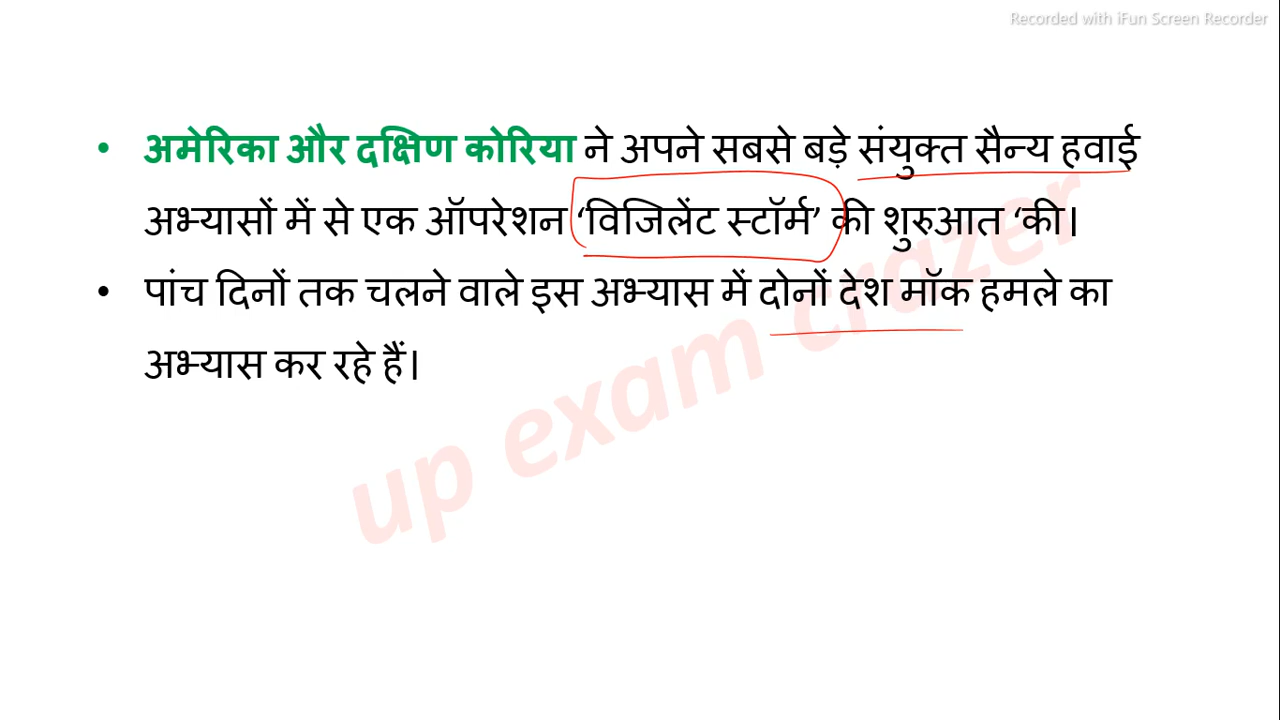 Recorded with iFun Screen Recorder
• अमेरिका और दक्षिण कोरिया ने अपने सबसे बड़े संयुक्त सैन्य हवाई
अभ्यासों में से एक ऑपरेशन ‘विजिलेंट स्टॉर्म’ की शुरुआत ‘की।
• पांच दिनों तक चलने वाले इस अभ्यास में दोनों देश मॉक हमले का
अभ्यास कर रहे हैं।
up exam crazer